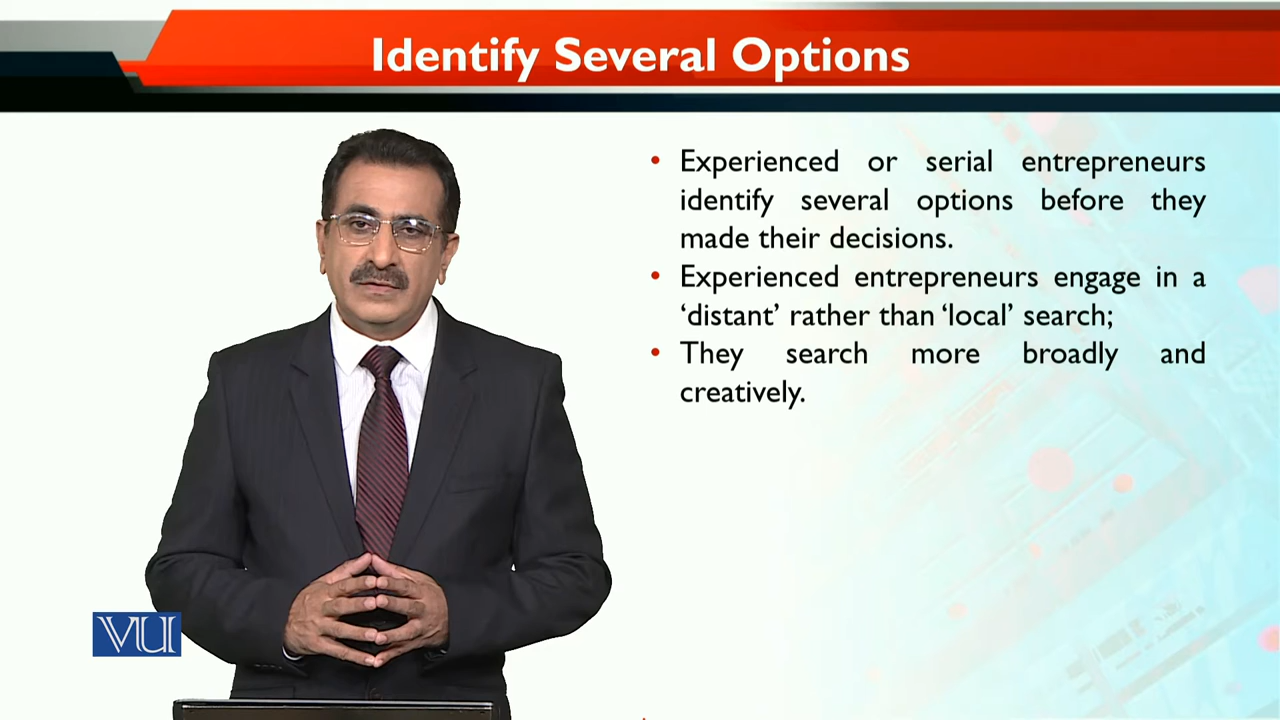 Identify Several Options
• Experienced or serial entrepreneurs
identify several options before they
made their decisions.
• Experienced entrepreneurs engage in a
‘distant’ rather than ‘local’ search;
• They search more broadly and
creatively.
VU